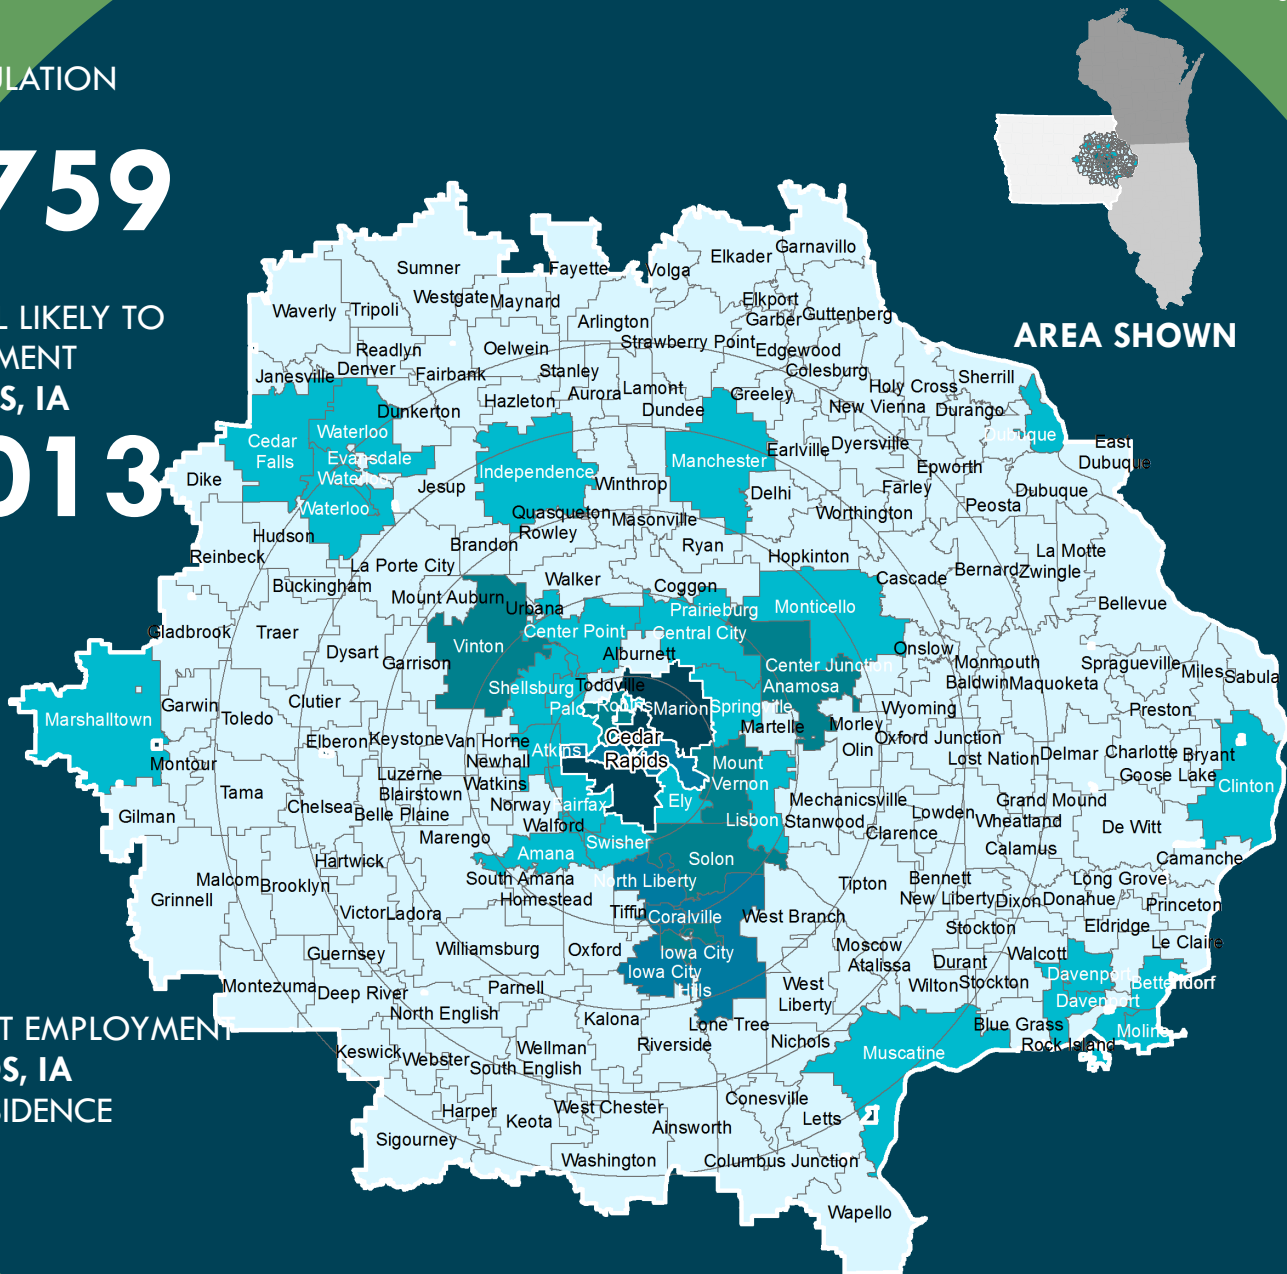 ULATION
759
L LIKELY TO
MENT
S, IA
013
T EMPLOYMENT
S, IA
SIDENCE
AREA SHOWN
Garnavillo
Elkader
Sumner
Fayette
Volga
Westgate
Maynard
Elkport
Waverly
Tripoli
Arlington
Garber
Guttenberg
Strawberry Point
Readlyn
Oelwein
Edgewood
Janesville
Denver
Fairbank
Stanley
Colesburg
Holy Cross
Sherrill
Hazleton
Aurora
Lamont
Greeley
Dunkerton
Dundee
New Vienna
Durango
Waterloo
Cedar
Falls
Evansdale
Waterloo
Waterloo
Independence
Manchester
Earlville
Dyersville
Dubuque
East
Dubuque
Dike
Jesup
Winthrop
Delhi
Epworth
Farley
Dubuque
Peosta
Quasqueton
Masonville
Worthington
Hudson
Rowley
Reinbeck
Brandon
Ryan
Hopkinton
La Motte
La Porte City
Bernard
Zwingle
Buckingham
Walker
Coggon
Cascade
Mount Auburn
Urbana
Prairieburg
Monticello
Bellevue
Gladbrook
Traer
Vinton
Center Point
Central City
Dysart
Garrison
Alburnett
Center Junction
Onslow
Monmouth
Spragueville
Miles
Sabula
Shellsburg
Toddville
Anamosa
Baldwin
Maquoketa
Marshalltown
Garwin
Clutier
Palo
Robins
Marion
Springville
Wyoming
Preston
Toledo
Martelle
Morley
Elberon
Keystone
Van Horne
Atkins
Cedar
Rapids
Olin
Oxford Junction
Montour
Newhall
Mount
Vernon
Lost Nation
Delmar
Charlotte
Bryant
Luzerne
Watkins
Goose Lake
Clinton
Tama
Blairstown
Chelsea
Belle Plaine
Norway
Fairfax
Ely
Mechanicsville
Grand Mound
Gilman
Walford
Lisbon
Stanwood
Lowden
Wheatland
De Witt
Marengo
Swisher
Clarence
Amana
Calamus
Hartwick
Solon
Camanche
Malcom
Brooklyn
South Amana
North Liberty
Tipton
Bennett
Long Grove
Grinnell
Homestead
New Liberty
Dixon
Donahue
Princeton
Victor
Ladora
Tiffin
Coralville
West Branch
Stockton
Eldridge
Guernsey
Williamsburg
Oxford
Iowa City
Moscow
Walcott
Le Claire
Iowa City
Atalissa
Durant
Davenport
Montezuma
Deep River
Parnell
Hills
West
Liberty
Wilton
Stockton
Bettendorf
Davenport
North English
Kalona
Lone Tree
Blue Grass
Moline
Keswick
Webster
Wellman
Riverside
Nichols
Rock Island
South English
Muscatine
Harper
Keota
West Chester
Conesville
Letts
Sigourney
Ainsworth
Washington
Columbus Junction
Wapello